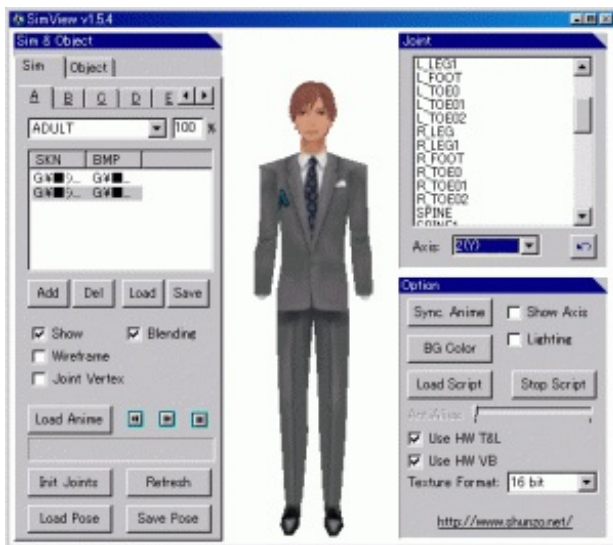 SimView v1.5.4
Sim & Object
Sim Object
A B C D E
ADULT 100 %
SKN BMP
Add Del Load Save
Show Blending
Wireframe
Joint Vertex
Load Anime
Init Joints Refresh
Load Pose Save Pose
Joint
L_LEG1
L_FOOT
L_TOE0
L_TOE01
L_TOE02
R_LEG
R_LEG1
R_FOOT
R_TOE0
R_TOE01
R_TOE02
SPINE
SPINE1
Axis: Z(Y)
Option
Sync. Anime Show Axis
BG Color Lighting
Load Script Stop Script
Use HW T&L
Use HW VB
Texture Format: 16 bit
http://www.shunzo.net/